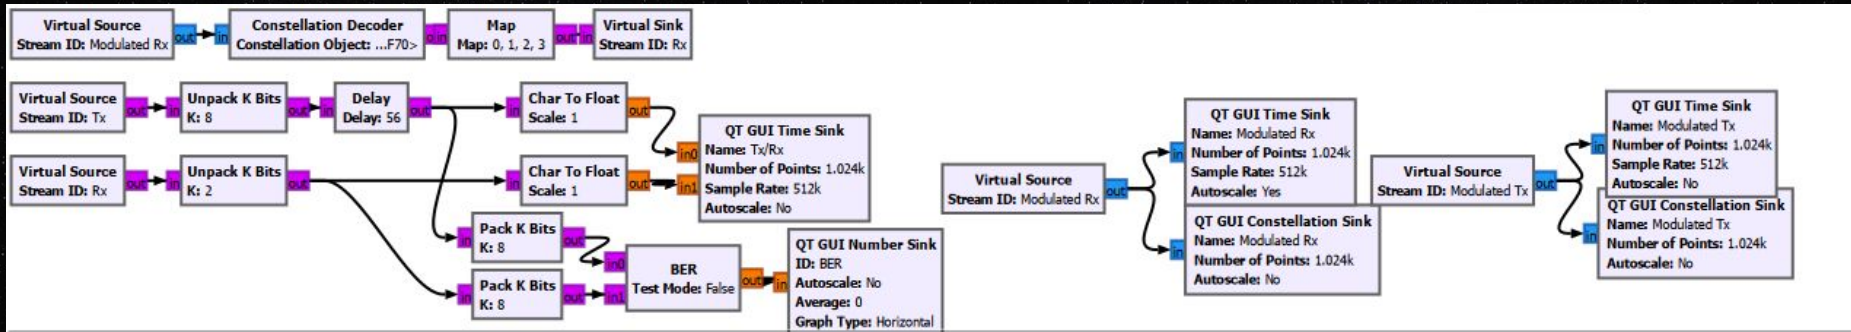 Virtual Source
Stream ID: Modulated Rx
out
in
Constellation Decoder
Constellation Object: ...F70>
in
Map
Map: 0, 1, 2, 3
out
in
Virtual Sink
Stream ID: Rx
Virtual Source
Stream ID: Tx
out
in
Unpack K Bits
K: 8
out
in
Delay
Delay: 56
out
in
Char To Float
Scale: 1
out
Virtual Source
Stream ID: Rx
out
in
Unpack K Bits
K: 2
out
in
Char To Float
Scale: 1
out
in0
in1
QT GUI Time Sink
Name: Tx/Rx
Number of Points: 1.024k
Sample Rate: 512k
Autoscale: No
in
Pack K Bits
K: 8
out
in
Pack K Bits
K: 8
out
in0
in1
BER
Test Mode: False
out
in
QT GUI Number Sink
ID: BER
Autoscale: No
Average: 0
Graph Type: Horizontal
Virtual Source
Stream ID: Modulated Rx
out
in
QT GUI Time Sink
Name: Modulated Rx
Number of Points: 1.024k
Sample Rate: 512k
Autoscale: Yes
in
QT GUI Constellation Sink
Name: Modulated Rx
Number of Points: 1.024k
Autoscale: No
Virtual Source
Stream ID: Modulated Tx
out
in
QT GUI Time Sink
Name: Modulated Tx
Number of Points: 1.024k
Sample Rate: 512k
Autoscale: No
in
QT GUI Constellation Sink
Name: Modulated Tx
Number of Points: 1.024k
Autoscale: No